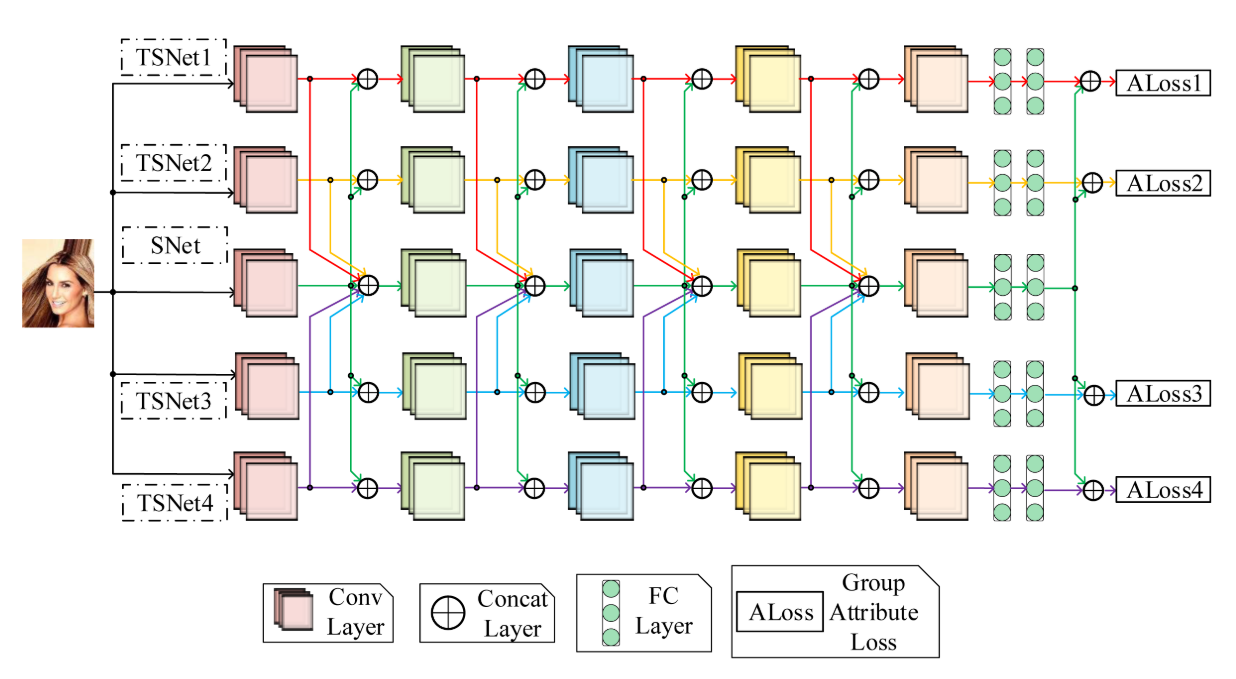 TSNet1
ALoss1
TSNet2
ALoss2
SNet
TSNet3
ALoss3
TSNet4
ALoss4
Conv
Layer
Concat
Layer
FC
Layer
ALoss
Group
Attribute
Loss